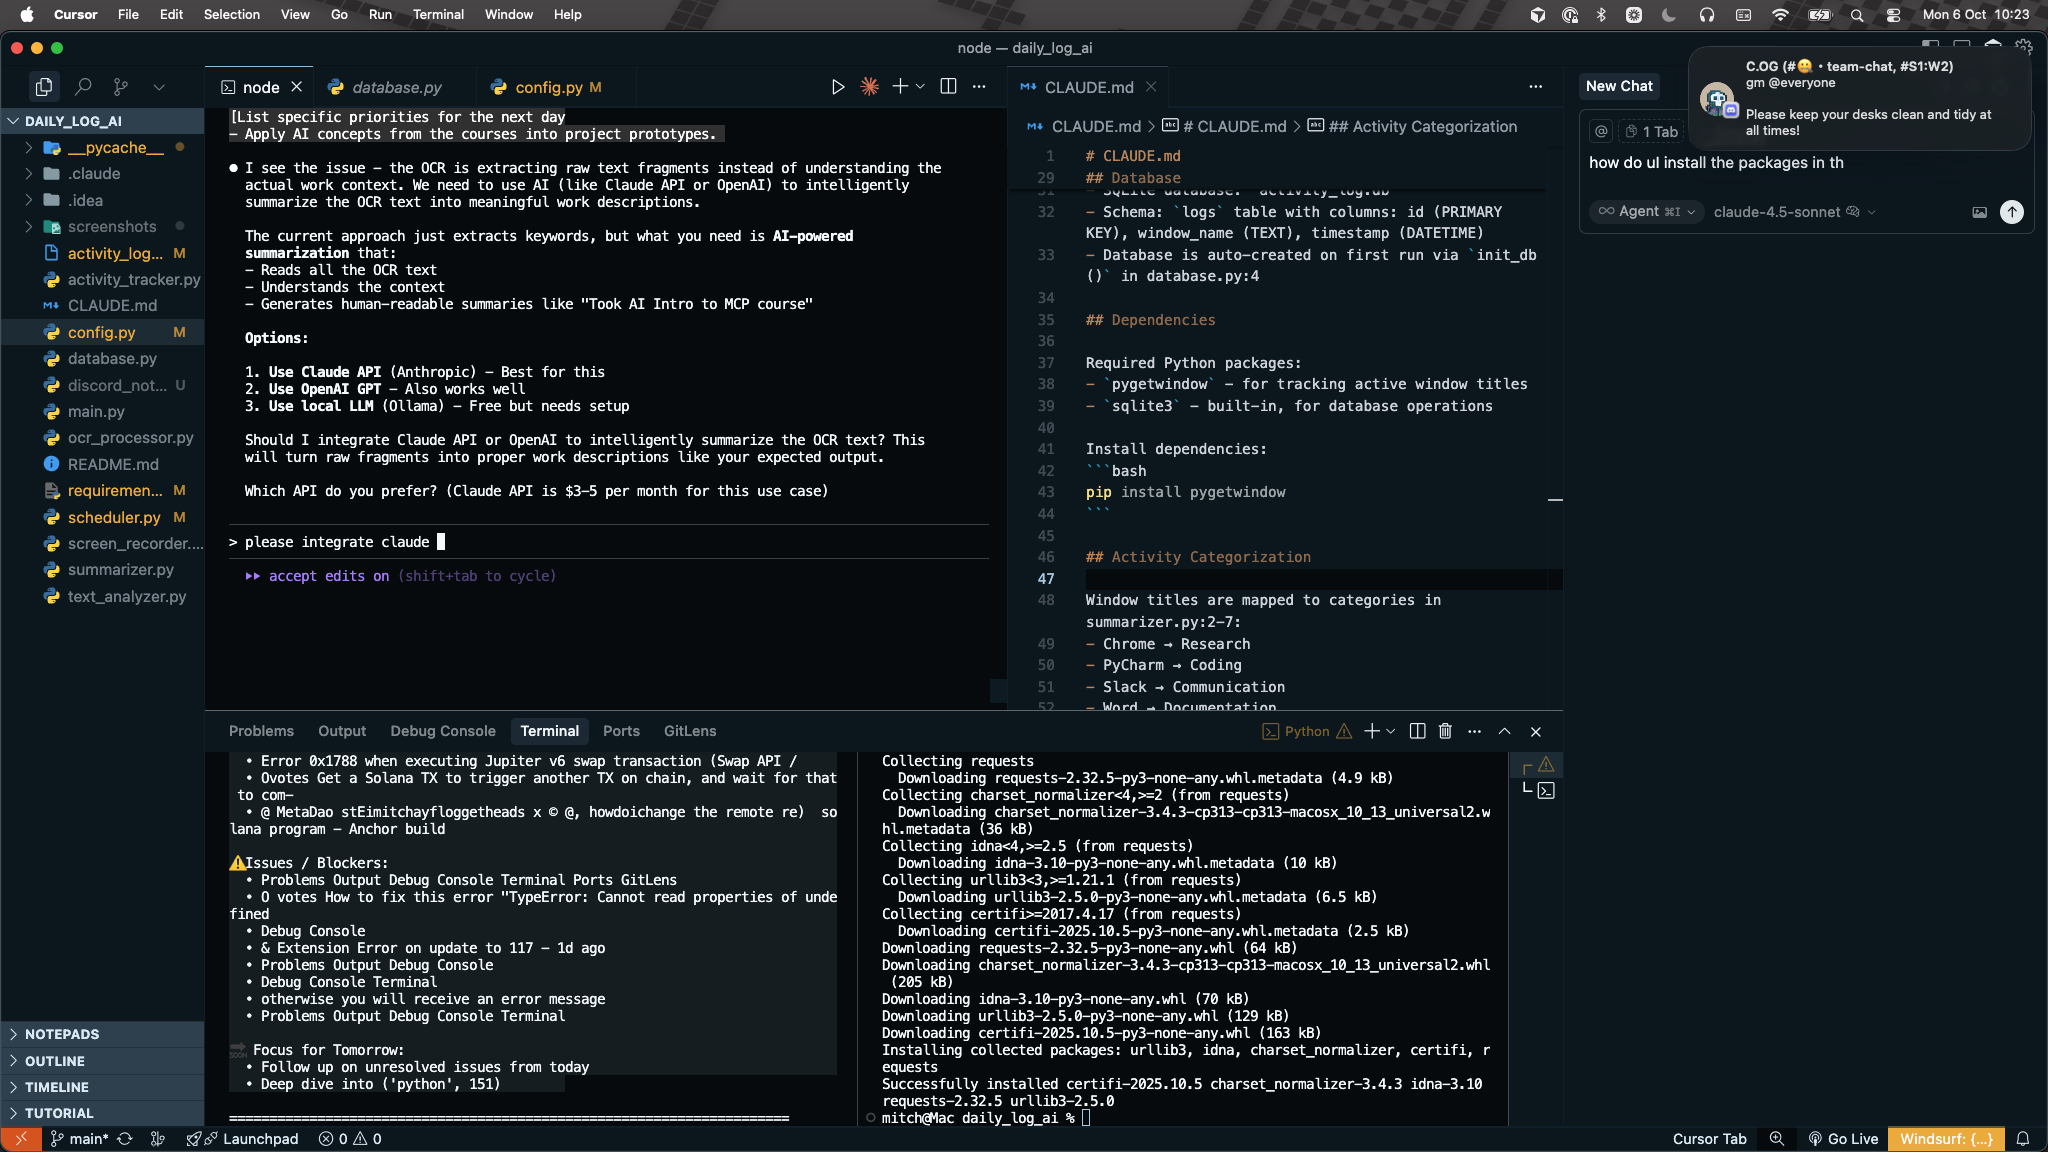 Cursor File Edit Selection View Go Run Terminal Window Help
Mon 6 Oct 10:23
node — daily_log_ai
C.OG (#🤐 • team-chat, #S1:W2)
gm @everyone
Please keep your desks clean and tidy at
all times!
DAILY_LOG_AI
__pycache__
.claude
.idea
screenshots
activity_log... M
activity_tracker.py
CLAUDE.md
config.py M
database.py
discord_not... U
main.py
ocr_processor.py
README.md
requiremen... M
scheduler.py M
screen_recorder....
summarizer.py
text_analyzer.py
NOTEPADS
OUTLINE
TIMELINE
TUTORIAL
node database.py config.py M
[List specific priorities for the next day
- Apply AI concepts from the courses into project prototypes.
● I see the issue - the OCR is extracting raw text fragments instead of understanding the
actual work context. We need to use AI (like Claude API or OpenAI) to intelligently
summarize the OCR text into meaningful work descriptions.
The current approach just extracts keywords, but what you need is AI-powered
summarization that:
- Reads all the OCR text
- Understands the context
- Generates human-readable summaries like "Took AI Intro to MCP course"
Options:
1. Use Claude API (Anthropic) - Best for this
2. Use OpenAI GPT - Also works well
3. Use local LLM (Ollama) - Free but needs setup
Should I integrate Claude API or OpenAI to intelligently summarize the OCR text? This
will turn raw fragments into proper work descriptions like your expected output.
Which API do you prefer? (Claude API is $3-5 per month for this use case)
> please integrate claude
▸▸ accept edits on (shift+tab to cycle)
CLAUDE.md
CLAUDE.md > # CLAUDE.md > ## Activity Categorization
1 # CLAUDE.md
29 ## Database
31 - SQLite database: `activity_log.db`
32 - Schema: `logs` table with columns: id (PRIMARY
KEY), window_name (TEXT), timestamp (DATETIME)
33 - Database is auto-created on first run via `init_db
()` in database.py:4
34
35 ## Dependencies
36
37 Required Python packages:
38 - `pygetwindow` - for tracking active window titles
39 - `sqlite3` - built-in, for database operations
40
41 Install dependencies:
42 ```bash
43 pip install pygetwindow
44 ```
45
46 ## Activity Categorization
47
48 Window titles are mapped to categories in
summarizer.py:2-7:
49 - Chrome → Research
50 - PyCharm → Coding
51 - Slack → Communication
52 - Word → Documentation
New Chat
@ 1 Tab
how do uI install the packages in th
Agent ⌘I claude-4.5-sonnet
Problems Output Debug Console Terminal Ports GitLens
Python
• Error 0x1788 when executing Jupiter v6 swap transaction (Swap API /
• Ovotes Get a Solana TX to trigger another TX on chain, and wait for that
to com-
• @ MetaDao stEimitchayfloggetheads x © @, howdoichange the remote re) so
lana program - Anchor build
⚠️Issues / Blockers:
• Problems Output Debug Console Terminal Ports GitLens
• O votes How to fix this error "TypeError: Cannot read properties of unde
fined
• Debug Console
• & Extension Error on update to 117 - 1d ago
• Problems Output Debug Console
• Debug Console Terminal
• otherwise you will receive an error message
• Problems Output Debug Console Terminal
🔜 Focus for Tomorrow:
• Follow up on unresolved issues from today
• Deep dive into ('python', 151)
======================================================================
Collecting requests
Downloading requests-2.32.5-py3-none-any.whl.metadata (4.9 kB)
Collecting charset_normalizer<4,>=2 (from requests)
Downloading charset_normalizer-3.4.3-cp313-cp313-macosx_10_13_universal2.w
hl.metadata (36 kB)
Collecting idna<4,>=2.5 (from requests)
Downloading idna-3.10-py3-none-any.whl.metadata (10 kB)
Collecting urllib3<3,>=1.21.1 (from requests)
Downloading urllib3-2.5.0-py3-none-any.whl.metadata (6.5 kB)
Collecting certifi>=2017.4.17 (from requests)
Downloading certifi-2025.10.5-py3-none-any.whl.metadata (2.5 kB)
Downloading requests-2.32.5-py3-none-any.whl (64 kB)
Downloading charset_normalizer-3.4.3-cp313-cp313-macosx_10_13_universal2.whl
(205 kB)
Downloading idna-3.10-py3-none-any.whl (70 kB)
Downloading urllib3-2.5.0-py3-none-any.whl (129 kB)
Downloading certifi-2025.10.5-py3-none-any.whl (163 kB)
Installing collected packages: urllib3, idna, charset_normalizer, certifi, r
equests
Successfully installed certifi-2025.10.5 charset_normalizer-3.4.3 idna-3.10
requests-2.32.5 urllib3-2.5.0
mitch@Mac daily_log_ai %
main* Launchpad 0 0
Cursor Tab Go Live Windsurf: {...}